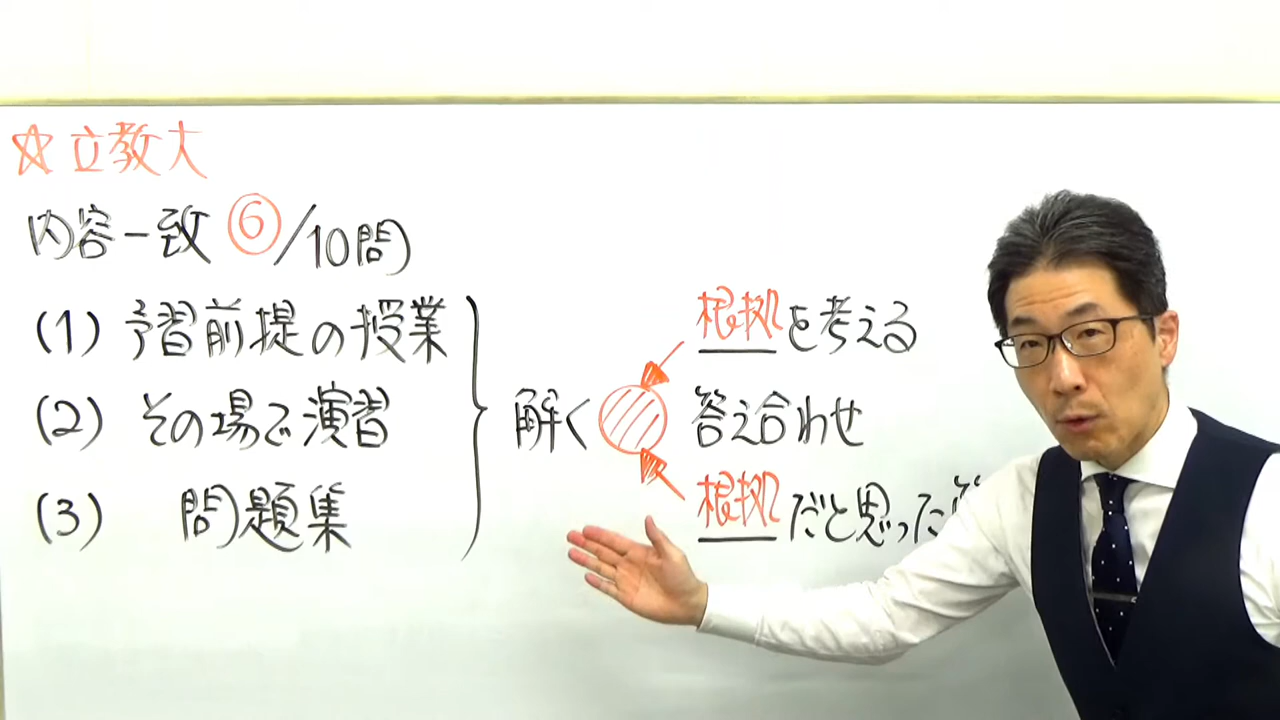 ☆立教大
内容一致 ⑥/10問
(1) 予習前提の授業
(2) その場で演習
(3) 問題集
解く
根拠を考える
答え合わせ
根拠だと思った